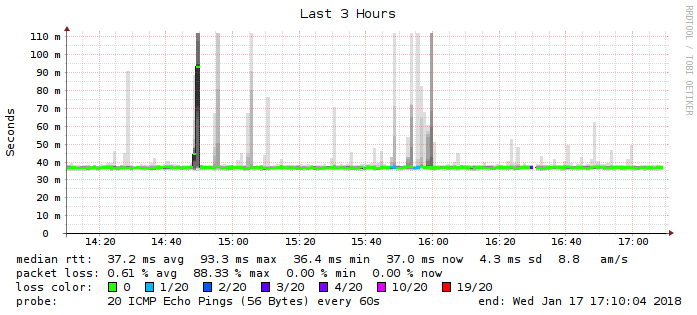 Last 3 Hours
RRDTOOL / TOBI OETIKER
Seconds
110 m
100 m
90 m
80 m
70 m
60 m
50 m
40 m
30 m
20 m
10 m
0
14:20 14:40 15:00 15:20 15:40 16:00 16:20 16:40 17:00
median rtt: 37.2 ms avg 93.3 ms max 36.4 ms min 37.0 ms now 4.3 ms sd 8.8 am/s
packet loss: 0.61 % avg 88.33 % max 0.00 % min 0.00 % now
loss color: 0 1/20 2/20 3/20 4/20 10/20 19/20
probe: 20 ICMP Echo Pings (56 Bytes) every 60s end: Wed Jan 17 17:10:04 2018